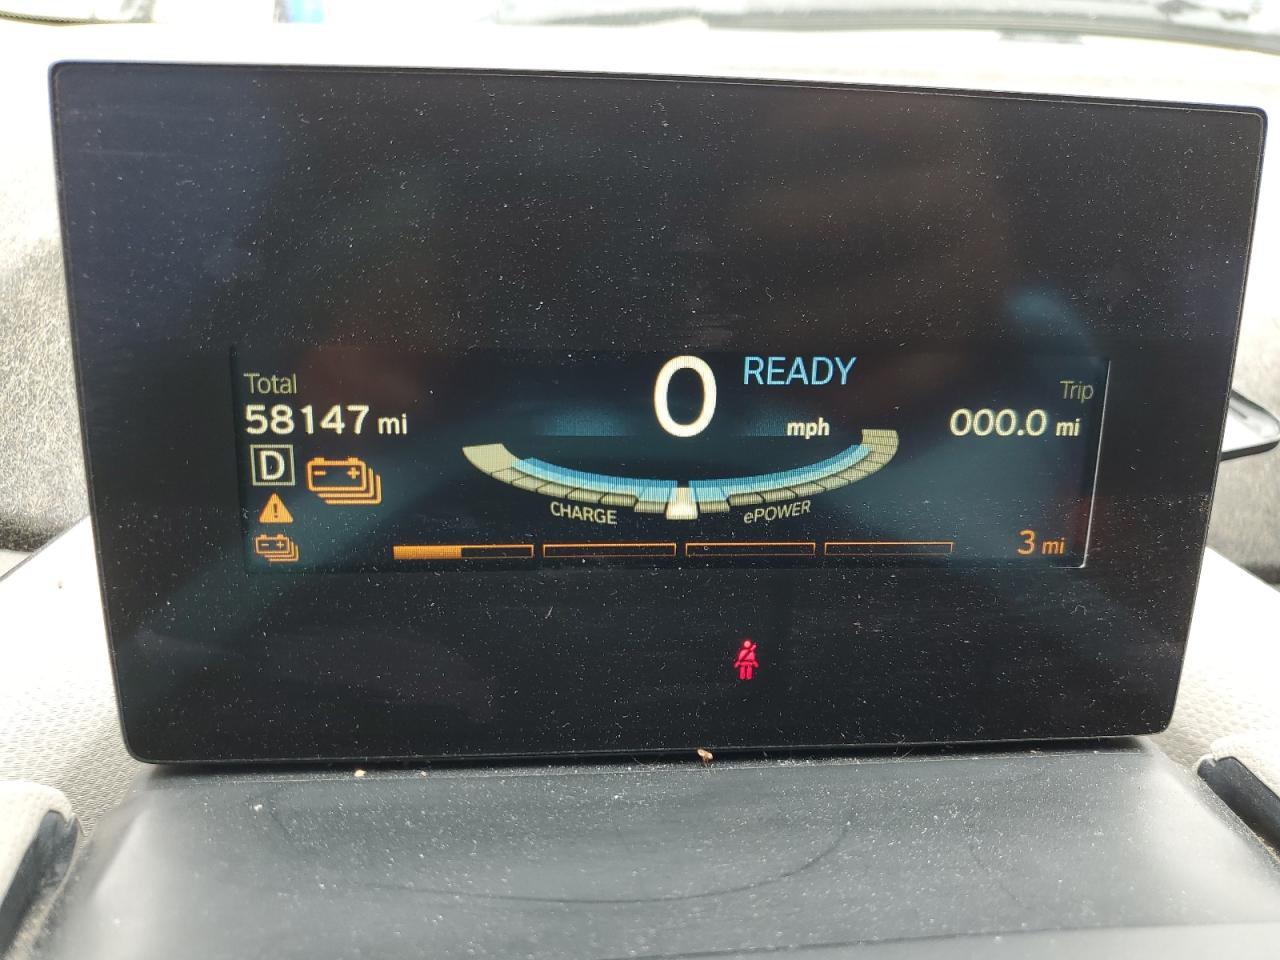 Total
58147 mi
D
0
READY
mph
CHARGE
ePOWER
Trip
000.0 mi
3 mi